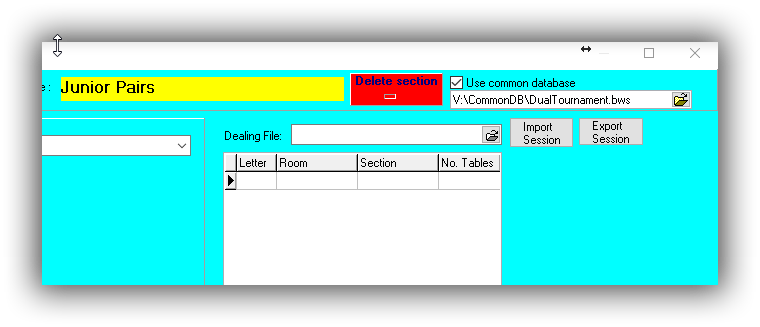 e :
Junior Pairs
Delete section
Use common database
V:\CommonDB\DualTournament.bws
Dealing File:
Import
Session
Export
Session
Letter Room Section No. Tables